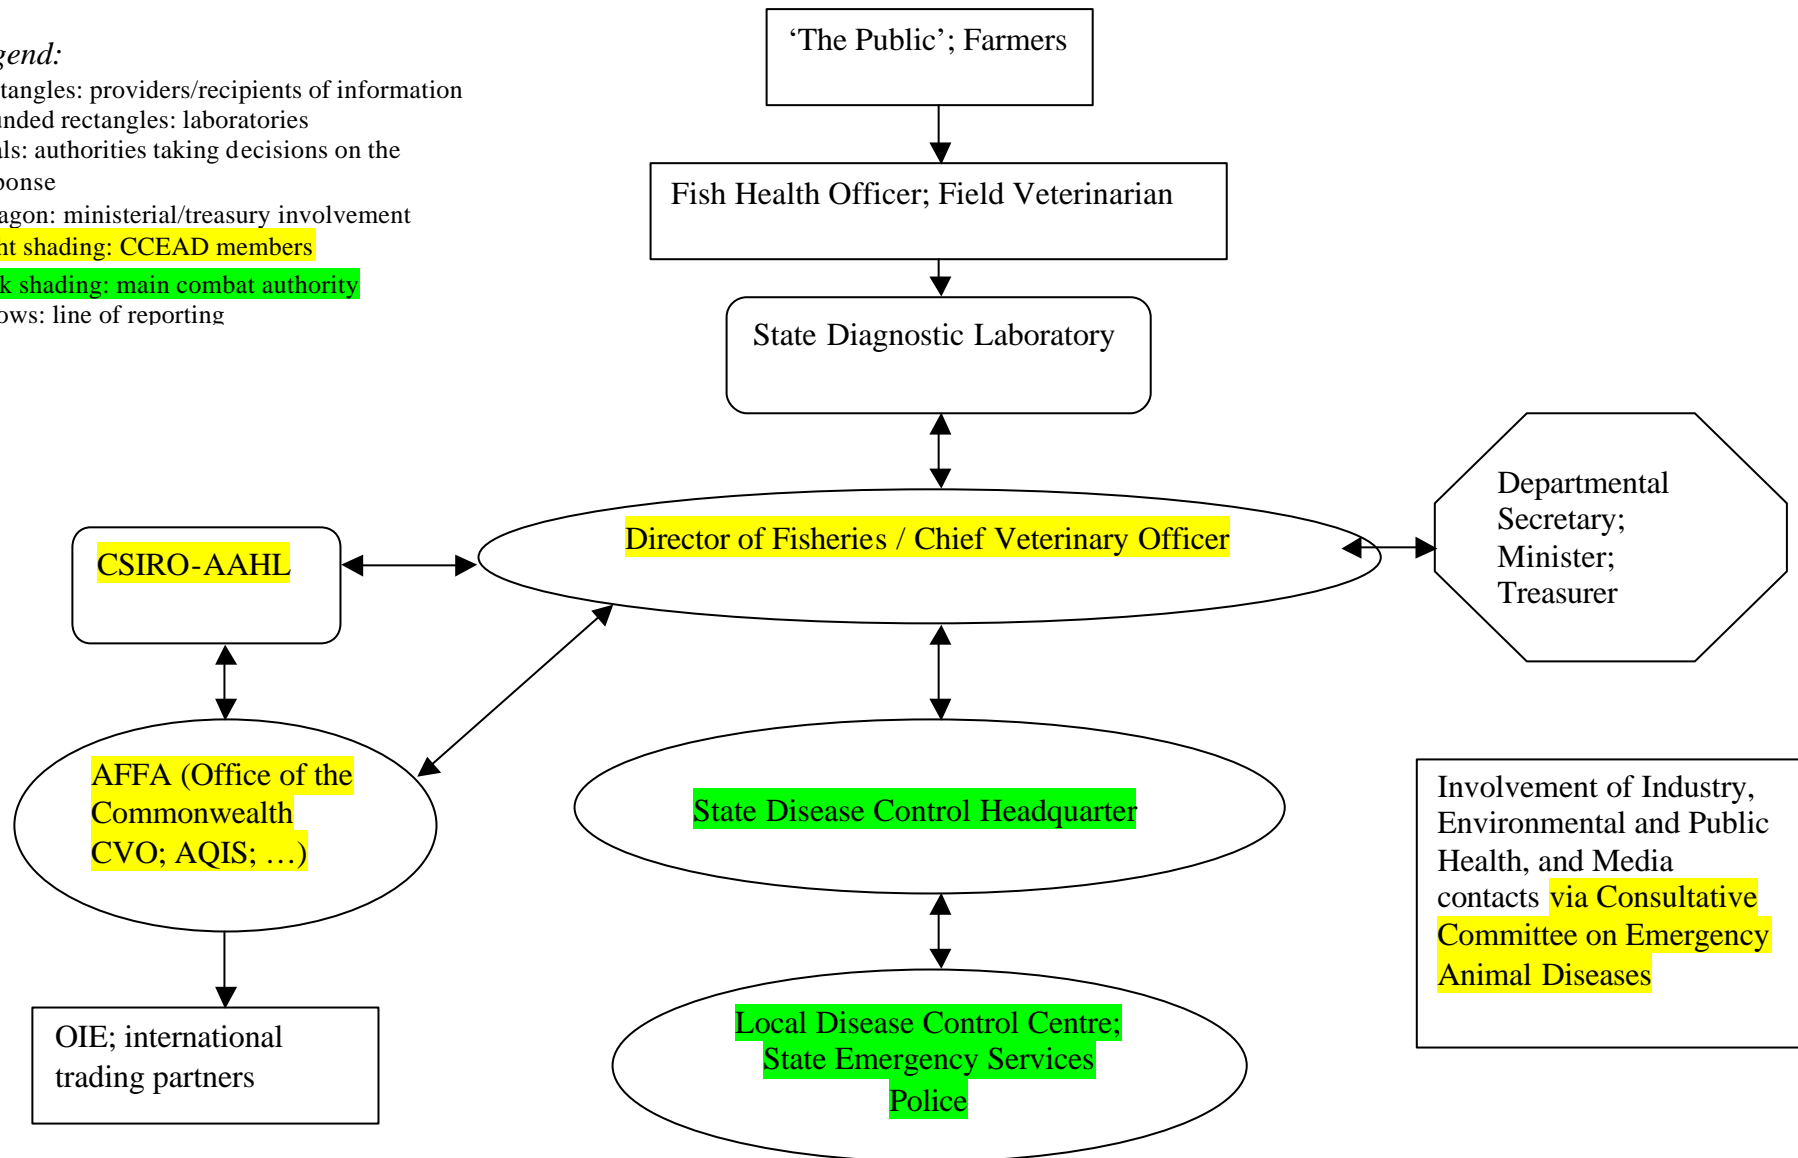 gend:
tangles: providers/recipients of information
unded rectangles: laboratories
als: authorities taking decisions on the
ponse
agon: ministerial/treasury involvement
ht shading: CCEAD members
k shading: main combat authority
ows: line of reporting
‘The Public’; Farmers
Fish Health Officer; Field Veterinarian
State Diagnostic Laboratory
Director of Fisheries / Chief Veterinary Officer
Departmental
Secretary;
Minister;
Treasurer
CSIRO-AAHL
AFFA (Office of the
Commonwealth
CVO; AQIS; …)
State Disease Control Headquarter
Involvement of Industry,
Environmental and Public
Health, and Media
contacts via Consultative
Committee on Emergency
Animal Diseases
OIE; international
trading partners
Local Disease Control Centre;
State Emergency Services
Police